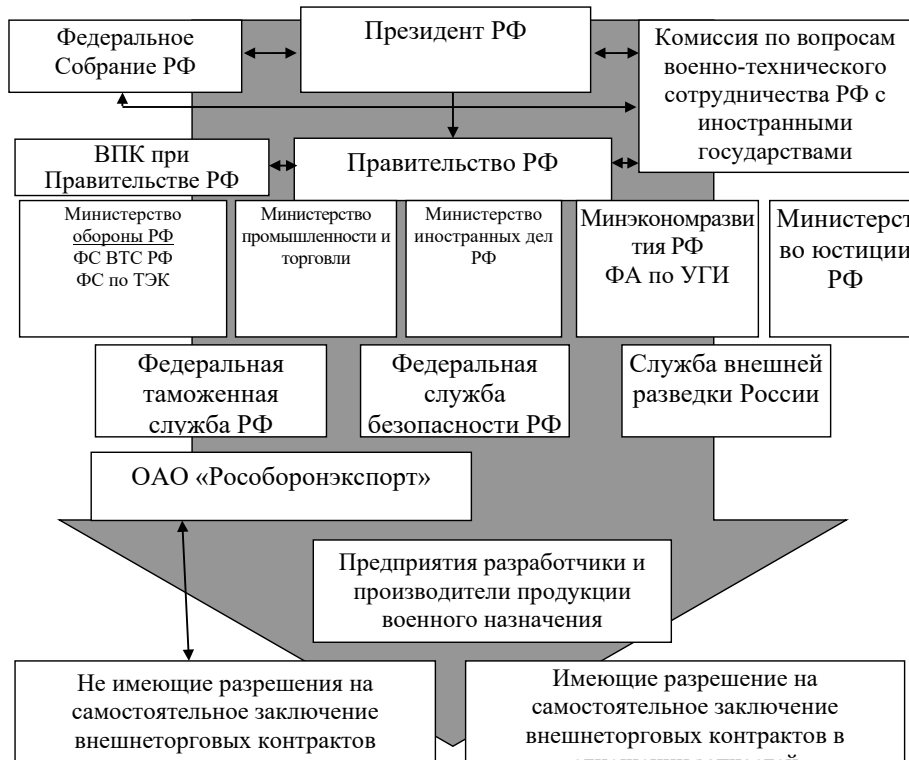 Федеральное
Собрание РФ
Президент РФ
Комиссия по вопросам
военно-технического
сотрудничества РФ с
иностранными
государствами
ВПК при
Правительстве РФ
Правительство РФ
Министерство
обороны РФ
ФС ВТС РФ
ФС по ТЭК
Министерство
промышленности и
торговли
Министерство
иностранных дел
РФ
Минэкономразви
тия РФ
ФА по УГИ
Министерст
во юстиции
РФ
Федеральная
таможенная
служба РФ
Федеральная
служба
безопасности РФ
Служба внешней
разведки России
ОАО «Рособоронэкспорт»
Предприятия разработчики и
производители продукции
военного назначения
Не имеющие разрешения на
самостоятельное заключение
внешнеторговых контрактов
Имеющие разрешение на
самостоятельное заключение
внешнеторговых контрактов в